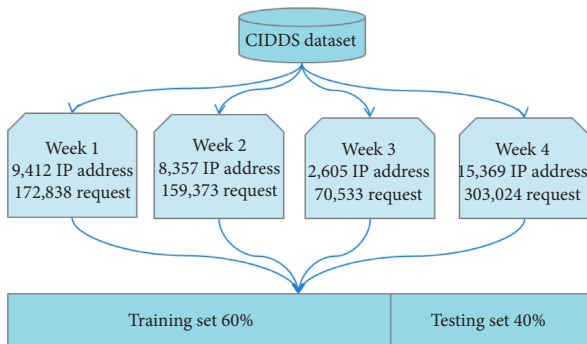 CIDDS dataset
Week 1
9,412 IP address
172,838 request
Week 2
8,357 IP address
159,373 request
Week 3
2,605 IP address
70,533 request
Week 4
15,369 IP address
303,024 request
Training set 60%
Testing set 40%